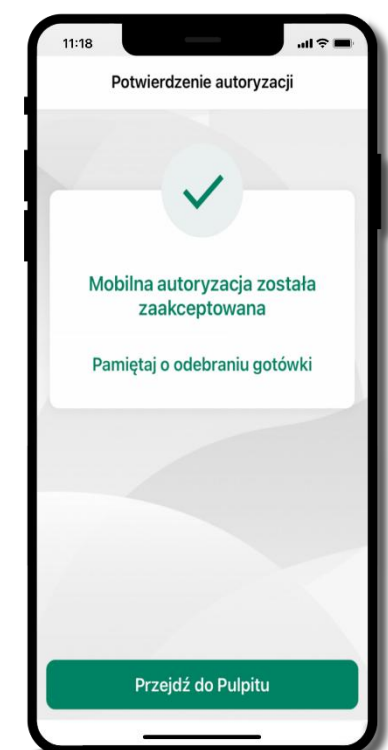 11:18
Potwierdzenie autoryzacji
Mobilna autoryzacja została
zaakceptowana
Pamiętaj o odebraniu gotówki
Przejdź do Pulpitu